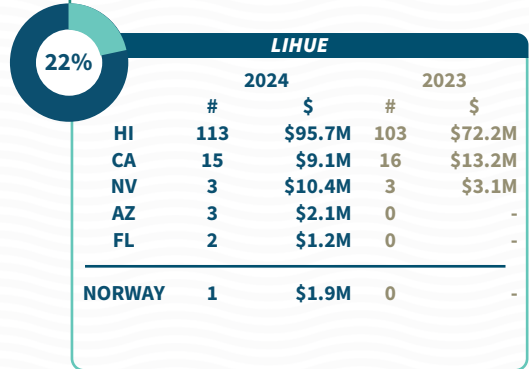 LIHUE
22%
2024 2023
# $ # $
HI 113 $95.7M 103 $72.2M
CA 15 $9.1M 16 $13.2M
NV 3 $10.4M 3 $3.1M
AZ 3 $2.1M 0 -
FL 2 $1.2M 0 -
NORWAY 1 $1.9M 0 -